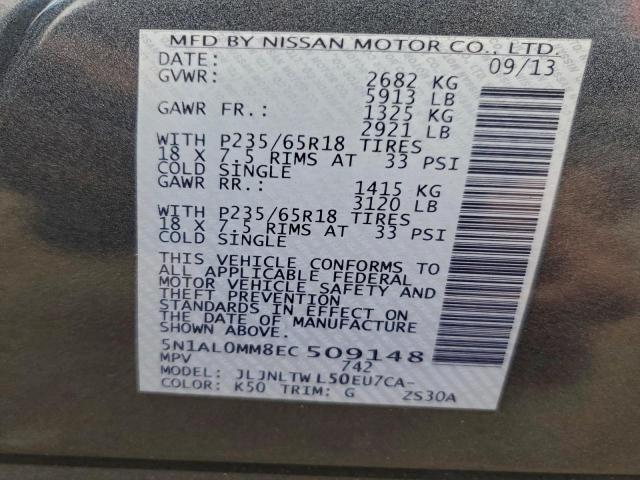 MFD BY NISSAN MOTOR CO., LTD.
DATE: 09/13
GVWR: 2682 KG
5913 LB
GAWR FR.: 1325 KG
2921 LB
WITH P235/65R18 TIRES
18 X 7.5 RIMS AT 33 PSI
COLD SINGLE
GAWR RR.: 1415 KG
3120 LB
WITH P235/65R18 TIRES
18 X 7.5 RIMS AT 33 PSI
COLD SINGLE
THIS VEHICLE CONFORMS TO
ALL APPLICABLE FEDERAL
MOTOR VEHICLE SAFETY AND
THEFT PREVENTION
STANDARDS IN EFFECT ON
THE DATE OF MANUFACTURE
SHOWN ABOVE.
5N1AL0MM8EC 509148
MPV 742
MODEL: JLJNLTW L50EU7CA-
COLOR: K50 TRIM: G ZS30A